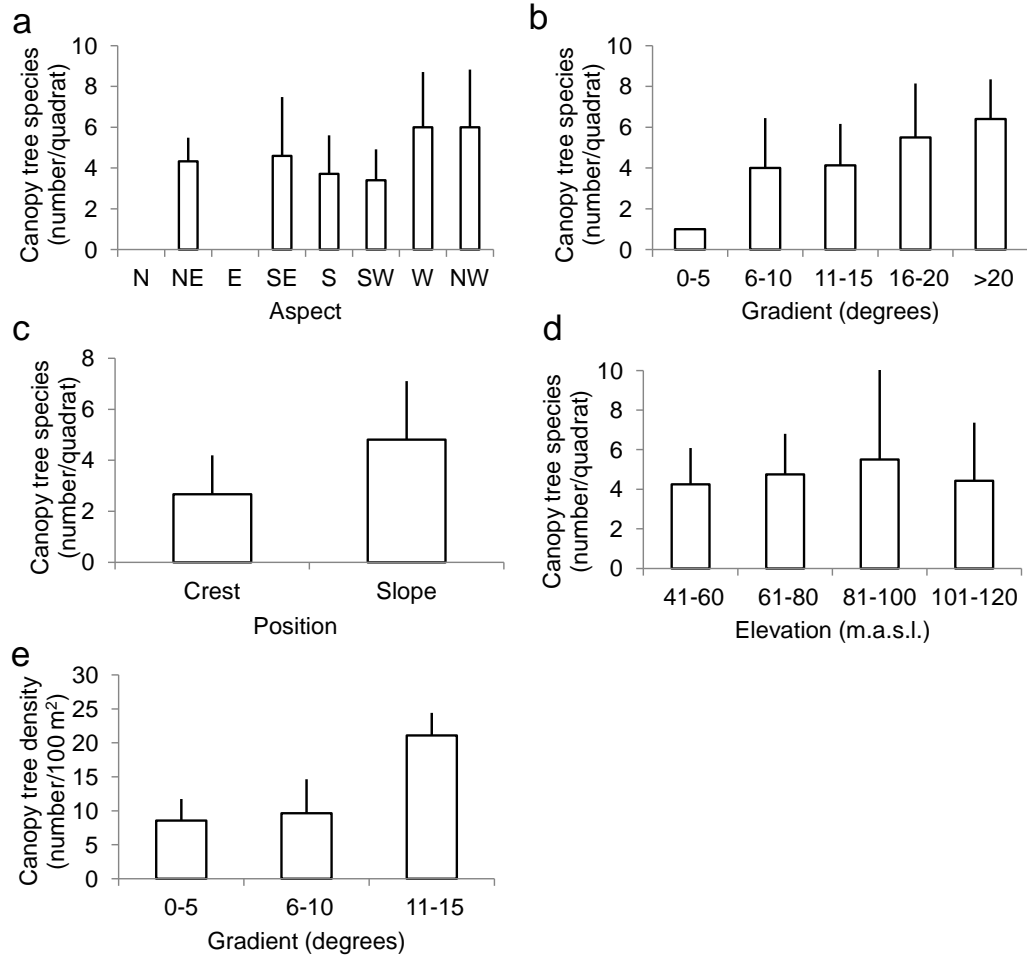 a
Canopy tree species
(number/quadrat)
10
8
6
4
2
0
N NE E SE S SW W NW
Aspect
b
Canopy tree species
(number/quadrat)
10
8
6
4
2
0
0-5 6-10 11-15 16-20 >20
Gradient (degrees)
c
Canopy tree species
(number/quadrat)
8
6
4
2
0
Crest Slope
Position
d
Canopy tree species
(number/quadrat)
10
8
6
4
2
0
41-60 61-80 81-100 101-120
Elevation (m.a.s.l.)
e
Canopy tree density
(number/100 m²)
30
25
20
15
10
5
0
0-5 6-10 11-15
Gradient (degrees)